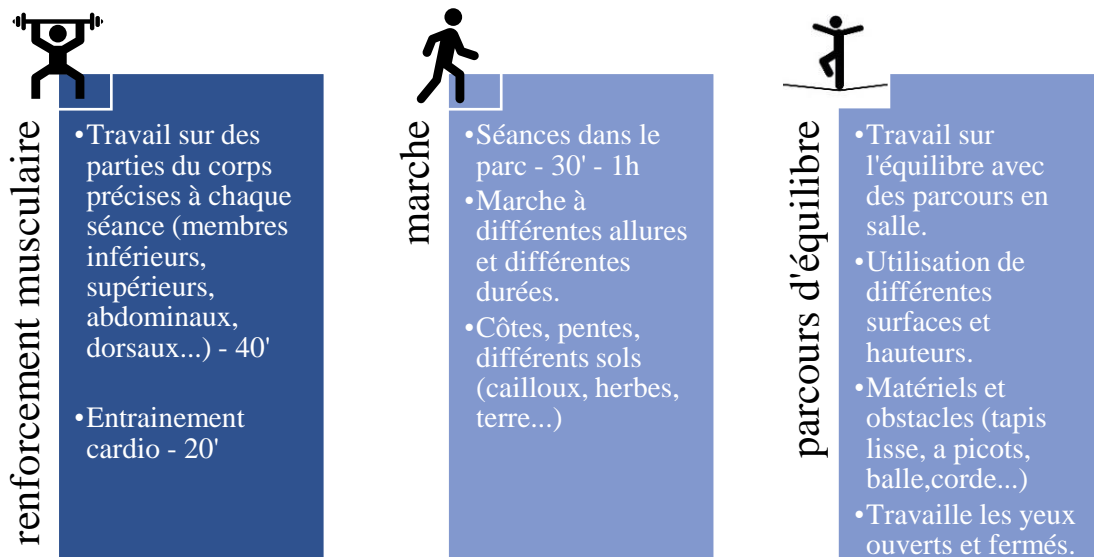 renforcement musculaire
•Travail sur des
parties du corps
précises à chaque
séance (membres
inférieurs,
supérieurs,
abdominaux,
dorsaux...) - 40'
•Entrainement
cardio - 20'
marche
•Séances dans le
parc - 30' - 1h
•Marche à
différentes allures
et différentes
durées.
•Côtes, pentes,
différents sols
(cailloux, herbes,
terre...)
parcours d'équilibre
•Travail sur
l'équilibre avec
des parcours en
salle.
•Utilisation de
différentes
surfaces et
hauteurs.
•Matériels et
obstacles (tapis
lisse, a picots,
balle,corde...)
•Travaille les yeux
ouverts et fermés.